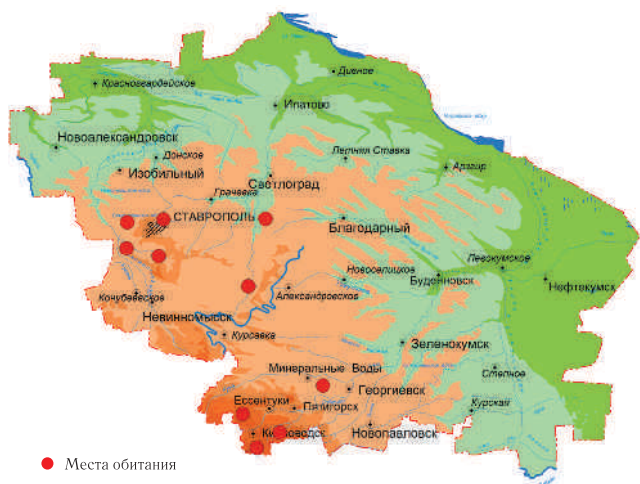 Дивное
Красногвардейское
Ипатово
Новоалександровск
Летняя Ставка
Донское
Арзгир
Изобильный
Светлоград
Грачевка
СТАВРОПОЛЬ
Благодарный
Левокумское
Новоселицкое
Буденновск
Нефтекумск
Александровское
Кочубеевское
Невинномысск
Курсавка
Зеленокумск
Минеральные Воды
Степное
Георгиевск
Ессентуки
Пятигорск
Курская
Кисловодск
Новопавловск
Места обитания